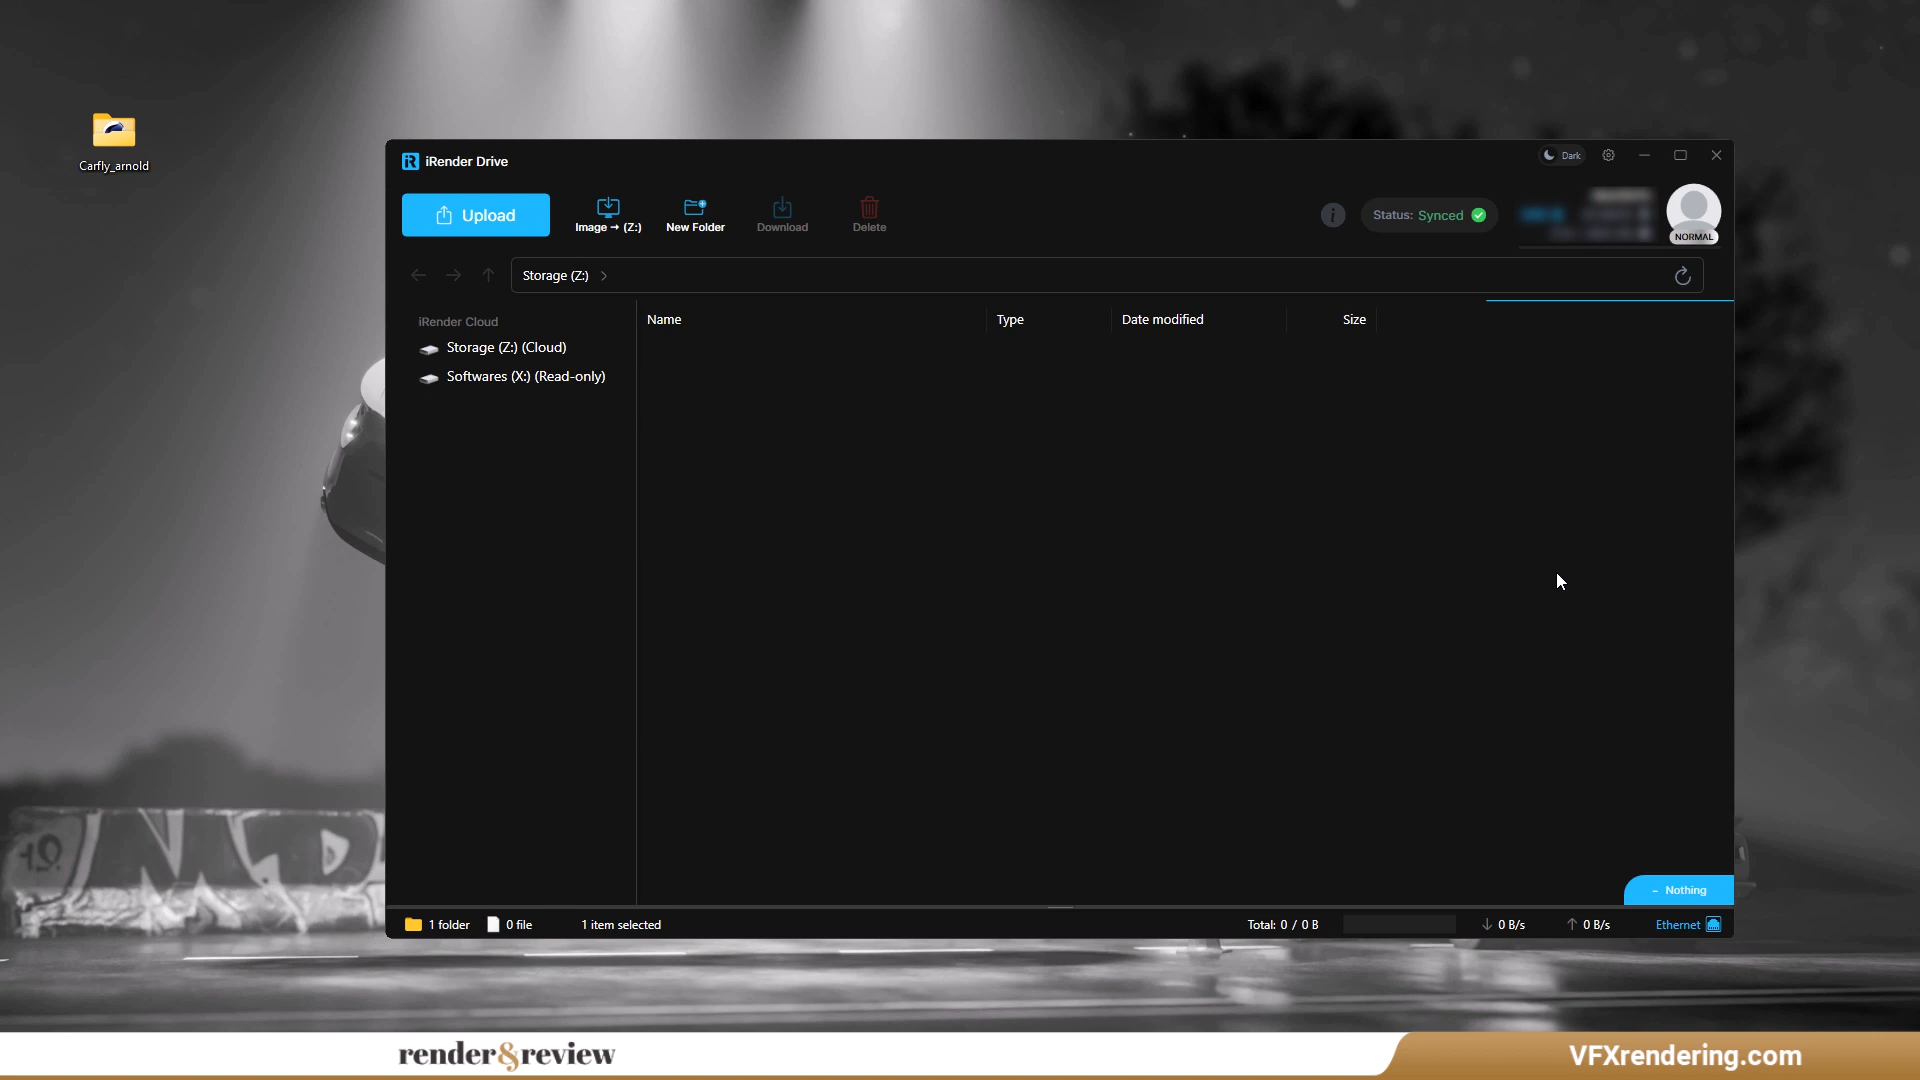 Carfly_arnold
iRender Drive
Dark
Upload
Image → (Z:)
New Folder
Download
Delete
Status: Synced
NORMAL
Storage (Z:) >
iRender Cloud
Storage (Z:) (Cloud)
Softwares (X:) (Read-only)
Name
Type
Date modified
Size
- Nothing
1 folder
0 file
1 item selected
Total: 0 / 0 B
0 B/s
0 B/s
Ethernet
render&review
VFXrendering.com